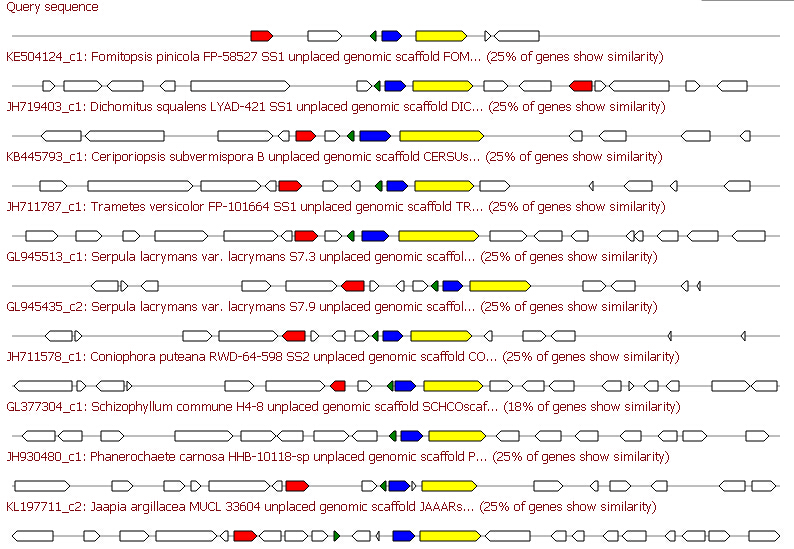 Query sequence
KE504124_c1: Fomitopsis pinicola FP-58527 SS1 unplaced genomic scaffold FOM... (25% of genes show similarity)
JH719403_c1: Dichomitus squalens LYAD-421 SS1 unplaced genomic scaffold DIC... (25% of genes show similarity)
KB445793_c1: Ceriporiopsis subvermispora B unplaced genomic scaffold CERSUs... (25% of genes show similarity)
JH711787_c1: Trametes versicolor FP-101664 SS1 unplaced genomic scaffold TR... (25% of genes show similarity)
GL945513_c1: Serpula lacrymans var. lacrymans S7.3 unplaced genomic scaffol... (25% of genes show similarity)
GL945435_c2: Serpula lacrymans var. lacrymans S7.9 unplaced genomic scaffol... (25% of genes show similarity)
JH711578_c1: Coniophora puteana RWD-64-598 SS2 unplaced genomic scaffold CO... (25% of genes show similarity)
GL377304_c1: Schizophyllum commune H4-8 unplaced genomic scaffold SCHCOscaf... (18% of genes show similarity)
JH930480_c1: Phanerochaete carnosa HHB-10118-sp unplaced genomic scaffold P... (25% of genes show similarity)
KL197711_c2: Jaapia argillacea MUCL 33604 unplaced genomic scaffold JAAARs... (25% of genes show similarity)